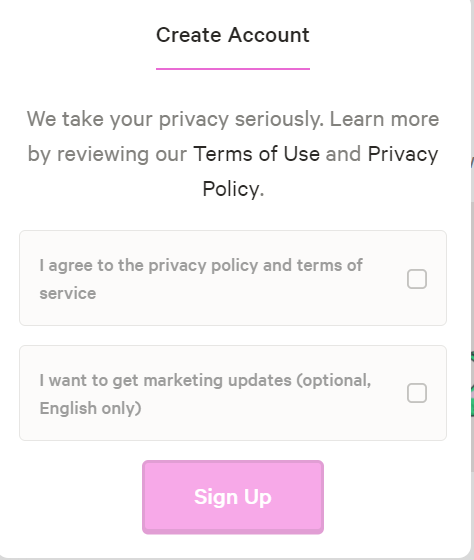 Create Account
We take your privacy seriously. Learn more
by reviewing our Terms of Use and Privacy
Policy.
I agree to the privacy policy and terms of
service
I want to get marketing updates (optional,
English only)
Sign Up